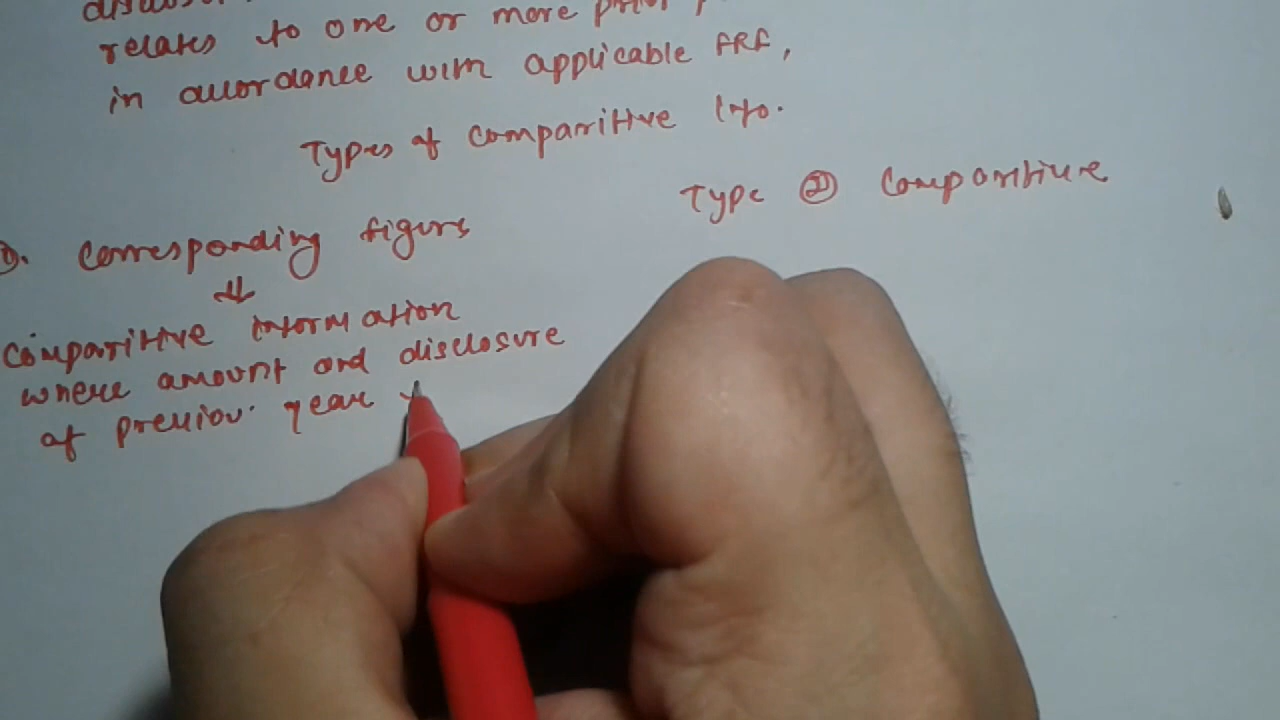 relates to one or more prior
in accordance with applicable FRF,
Types of comparitive Info.
Type ② Comparitive
①. Corresponding figurs
⇓
Comparitive information
where amount and disclosure
of previou. year